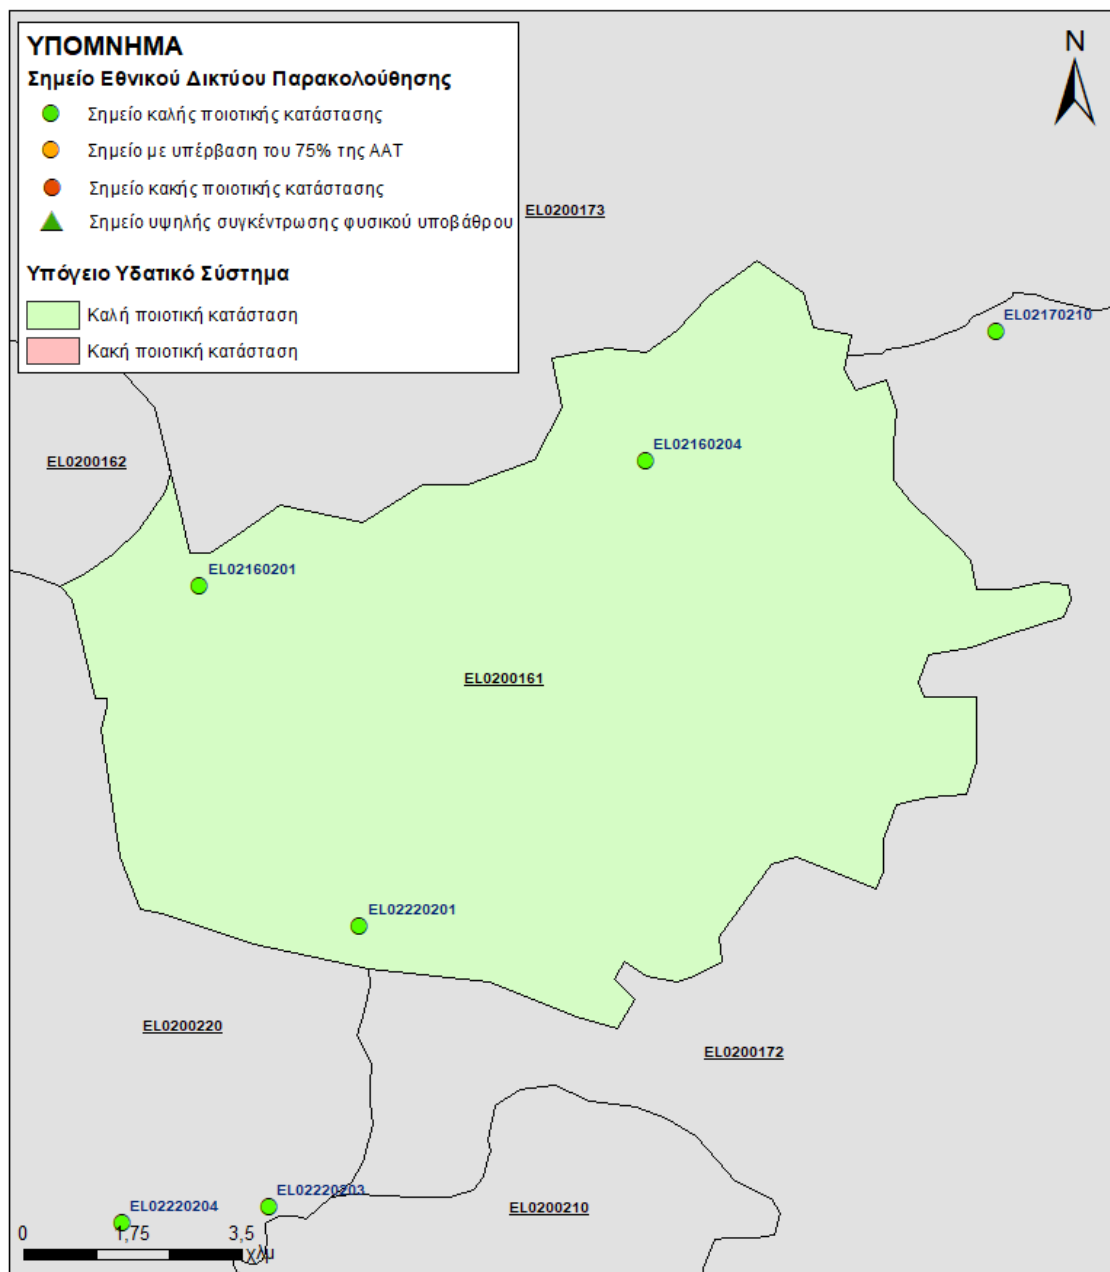 ΥΠΟΜΝΗΜΑ
Σημείο Εθνικού Δικτύου Παρακολούθησης
Σημείο καλής ποιοτικής κατάστασης
Σημείο με υπέρβαση του 75% της ΑΑΤ
Σημείο κακής ποιοτικής κατάστασης
Σημείο υψηλής συγκέντρωσης φυσικού υποβάθρου
Υπόγειο Υδατικό Σύστημα
Καλή ποιοτική κατάσταση
Κακή ποιοτική κατάσταση
N
EL0200173
EL02170210
EL02160204
EL0200162
EL02160201
EL0200161
EL02220201
EL0200220
EL0200172
EL02220203
EL02220204
EL0200210
0 1,75 3,5
χλμ